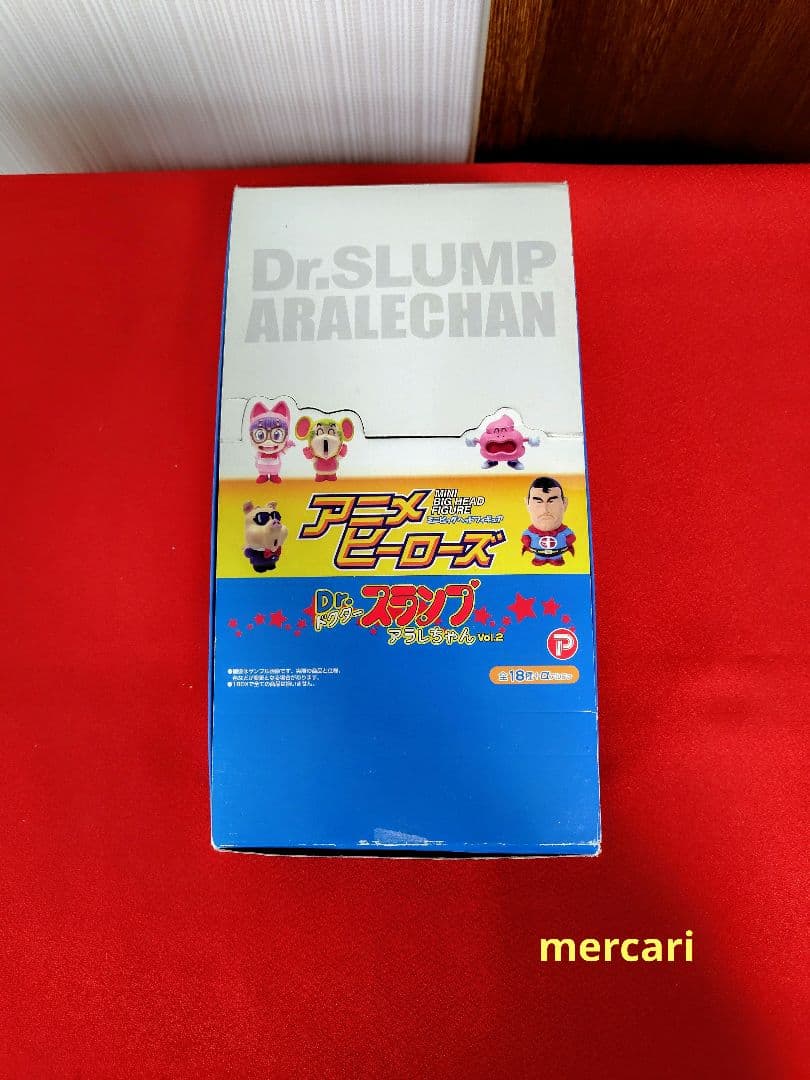 Dr.SLUMP
ARALECHAN
アニメ
MINI
BIG HEAD
FIGURE
ミニビッグヘッドフィギュア
ヒーローズ
Dr.
ドクター
スランプ
アラレちゃん Vol.2
P
全18種+α
mercari